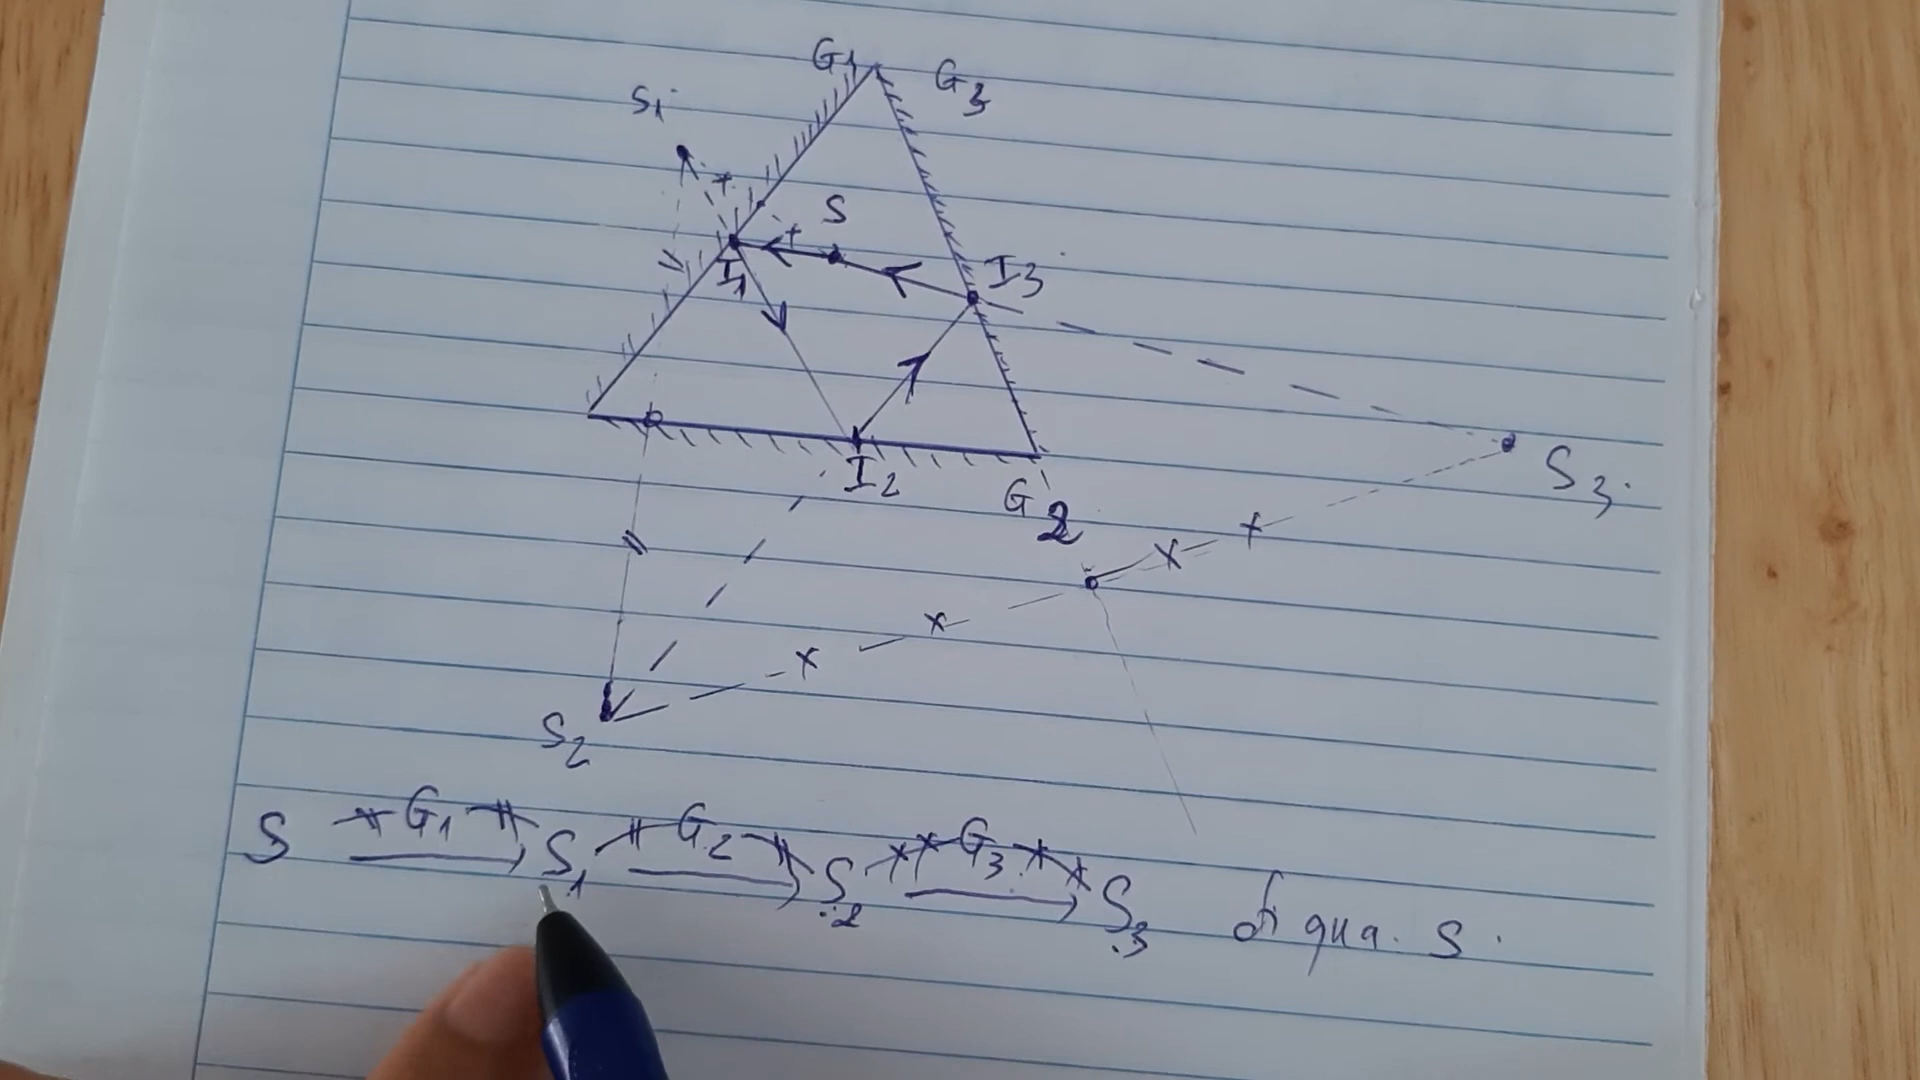 G1 G3
S1
S
I1 I3
I2
S3.
G2
S2
S G1 S1 G2 S2 G3 S3 đi qua S.